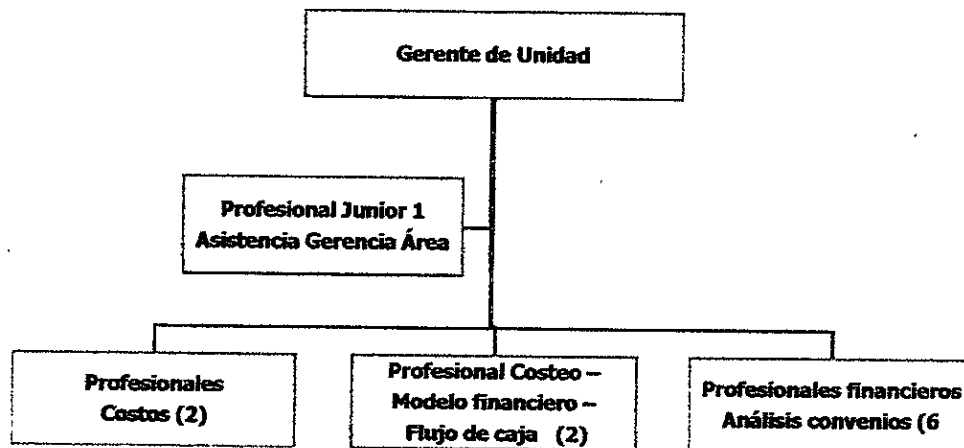 Gerente de Unidad
Profesional Junior 1
Asistencia Gerencia Área
Profesionales
Costos (2)
Profesional Costeo –
Modelo financiero –
Flujo de caja (2)
Profesionales financieros
Análisis convenios (6